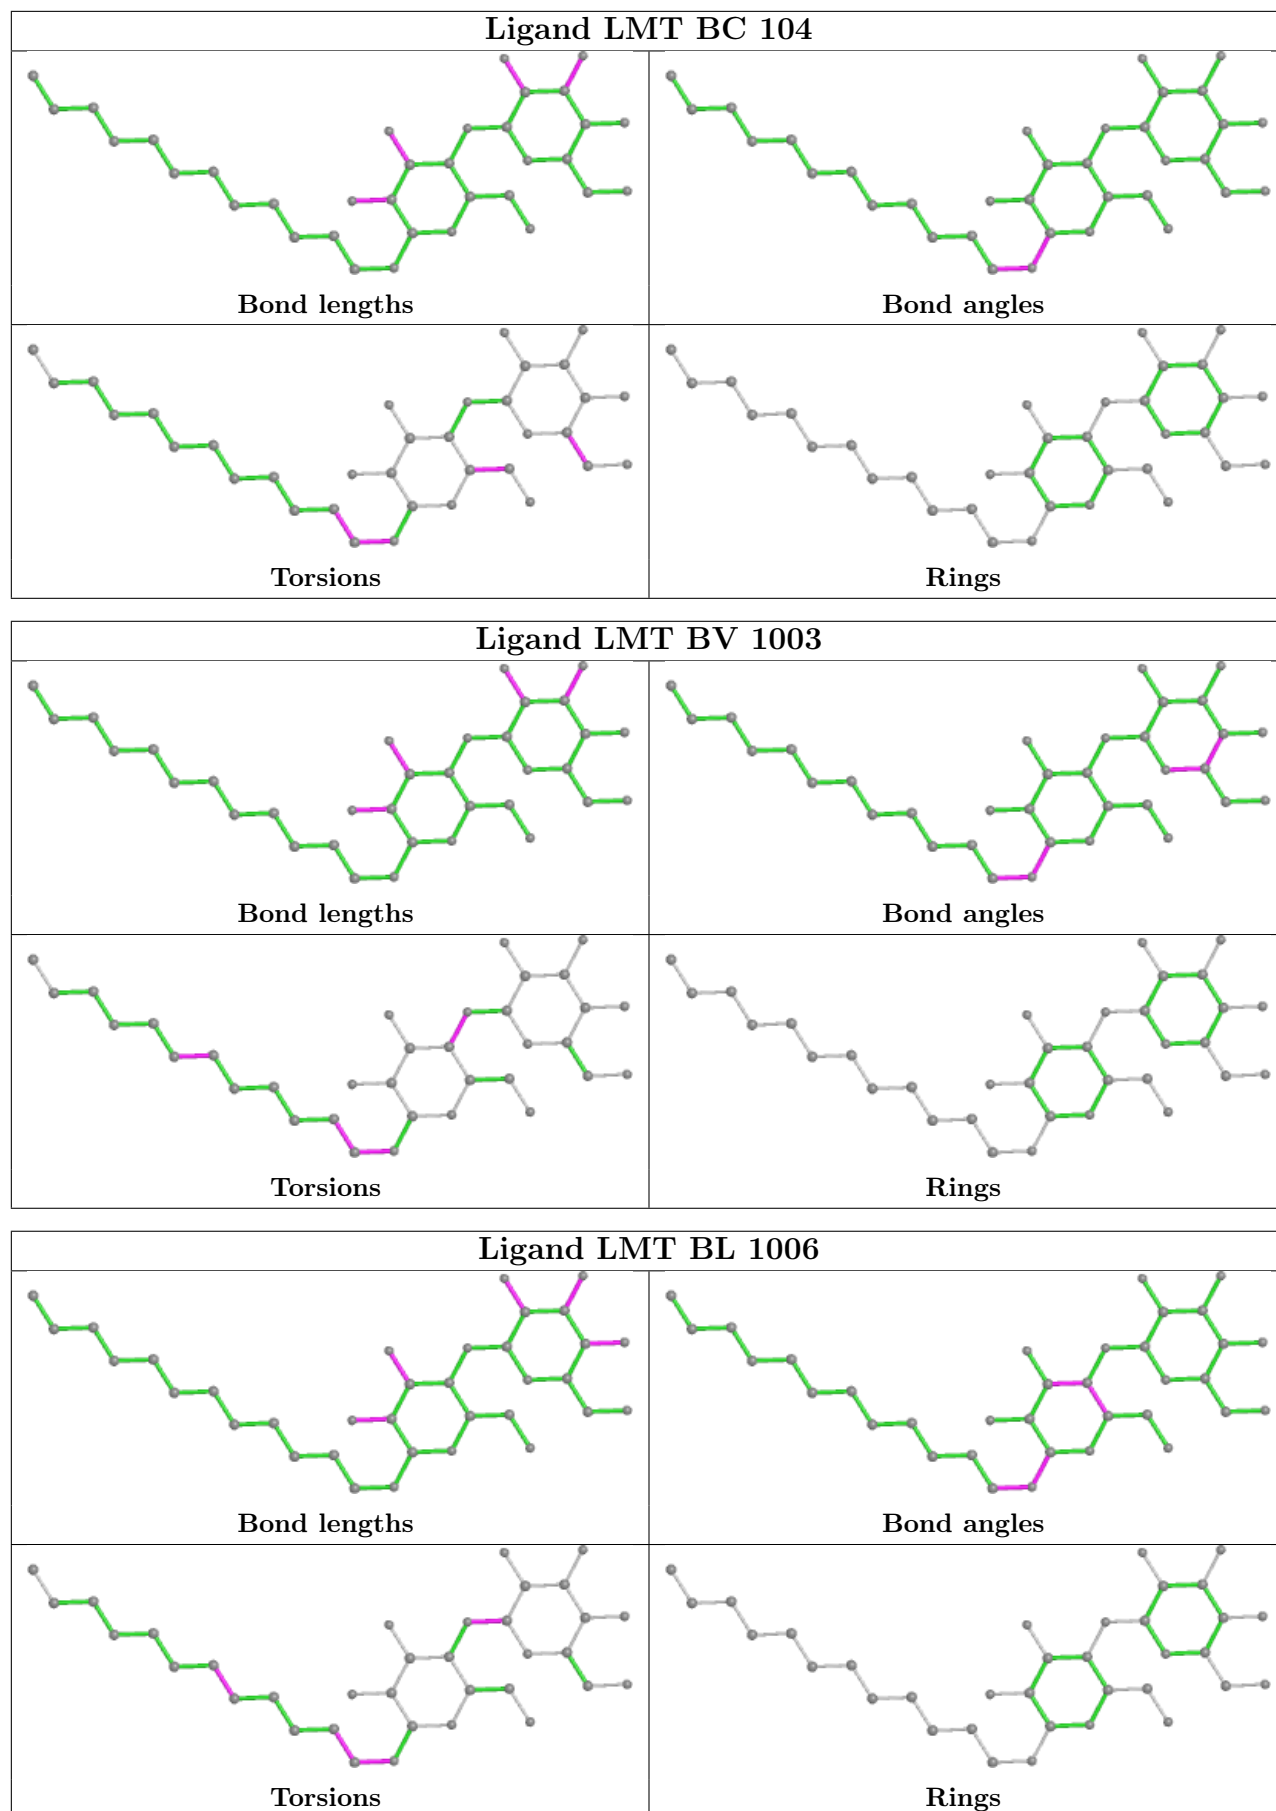 Ligand LMT BC 104
Bond lengths
Bond angles
Torsions
Rings
Ligand LMT BV 1003
Bond lengths
Bond angles
Torsions
Rings
Ligand LMT BL 1006
Bond lengths
Bond angles
Torsions
Rings